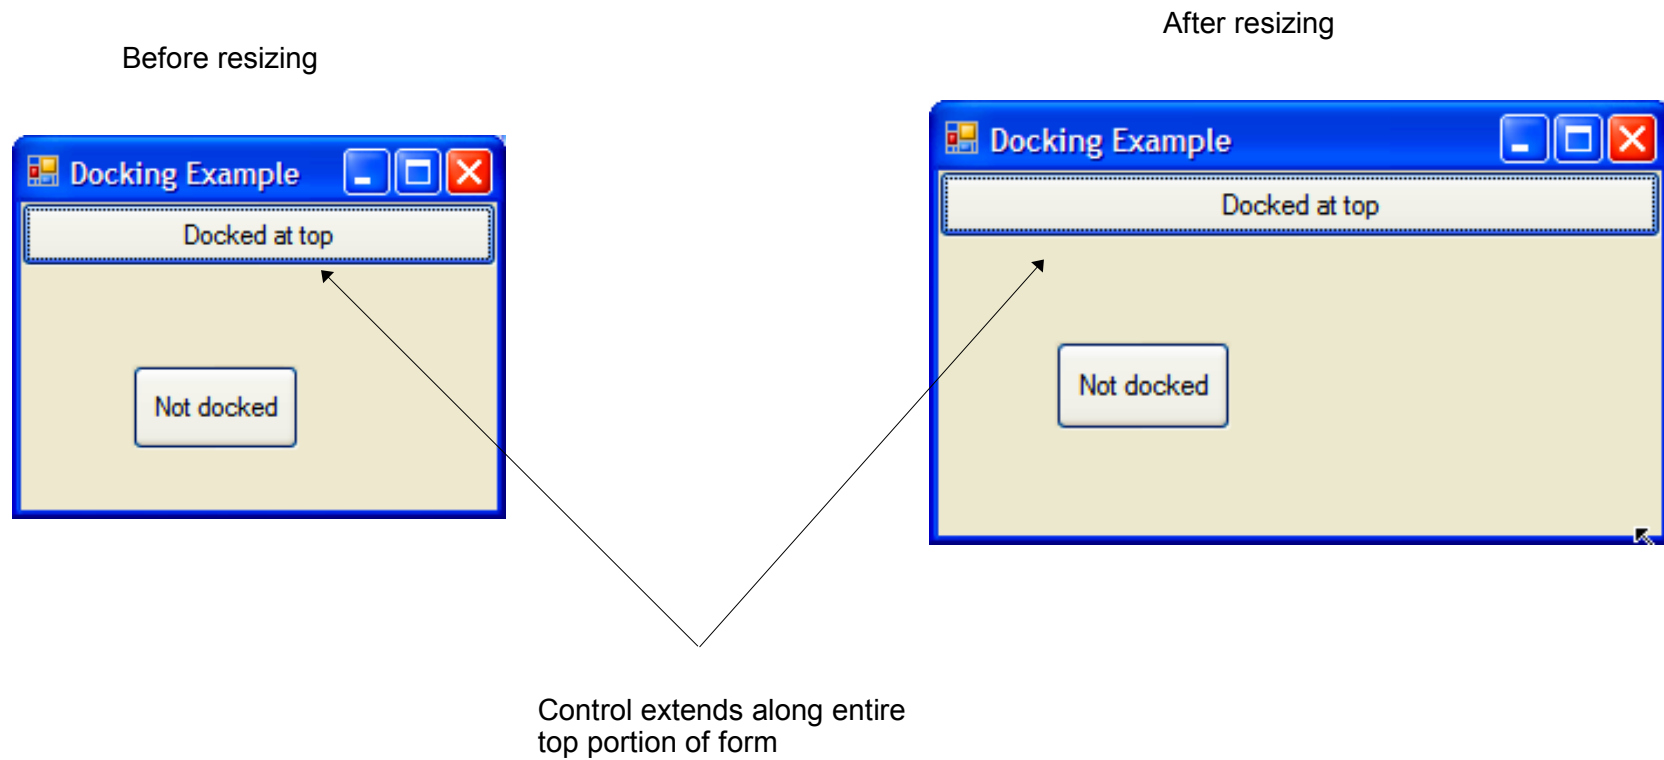 Before resizing
After resizing
Docking Example
Docked at top
Not docked
Docking Example
Docked at top
Not docked
Control extends along entire
top portion of form